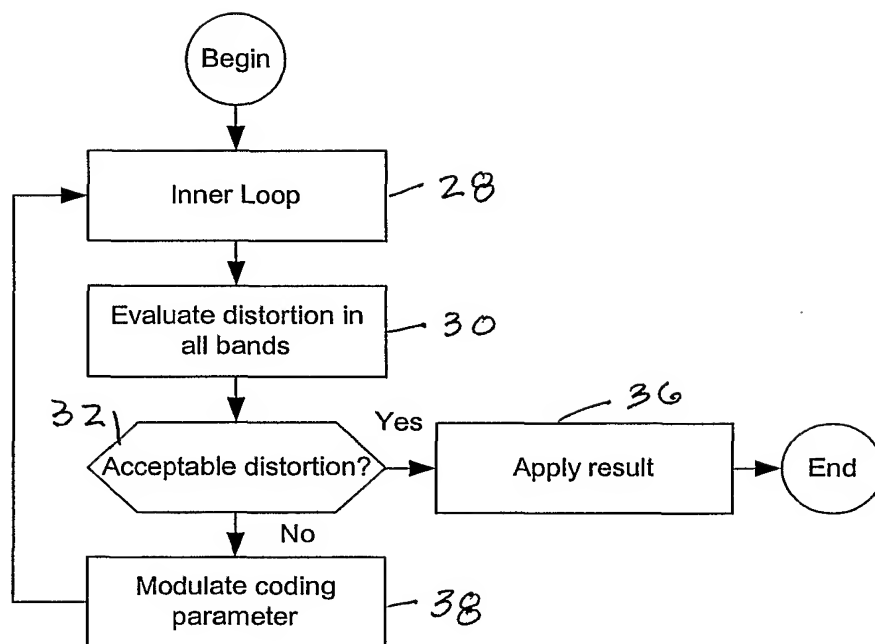 Begin
Inner Loop
28
Evaluate distortion in
all bands
30
32
Acceptable distortion?
Yes
36
Apply result
End
No
Modulate coding
parameter
38